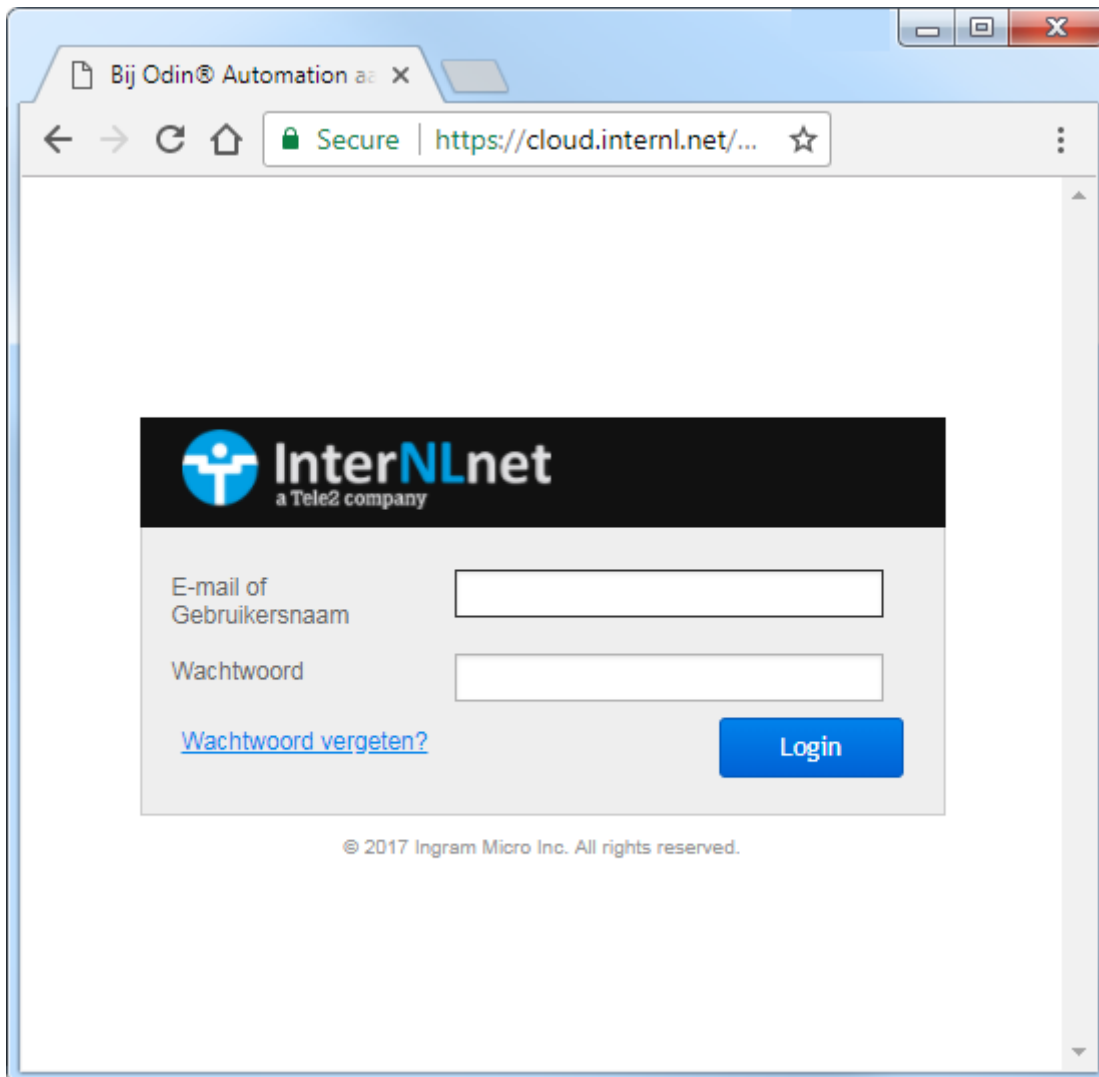 Bij Odin® Automation aa
Secure | https://cloud.internl.net/...
InterNLnet
a Tele2 company
E-mail of
Gebruikersnaam
Wachtwoord
Wachtwoord vergeten?
Login
© 2017 Ingram Micro Inc. All rights reserved.